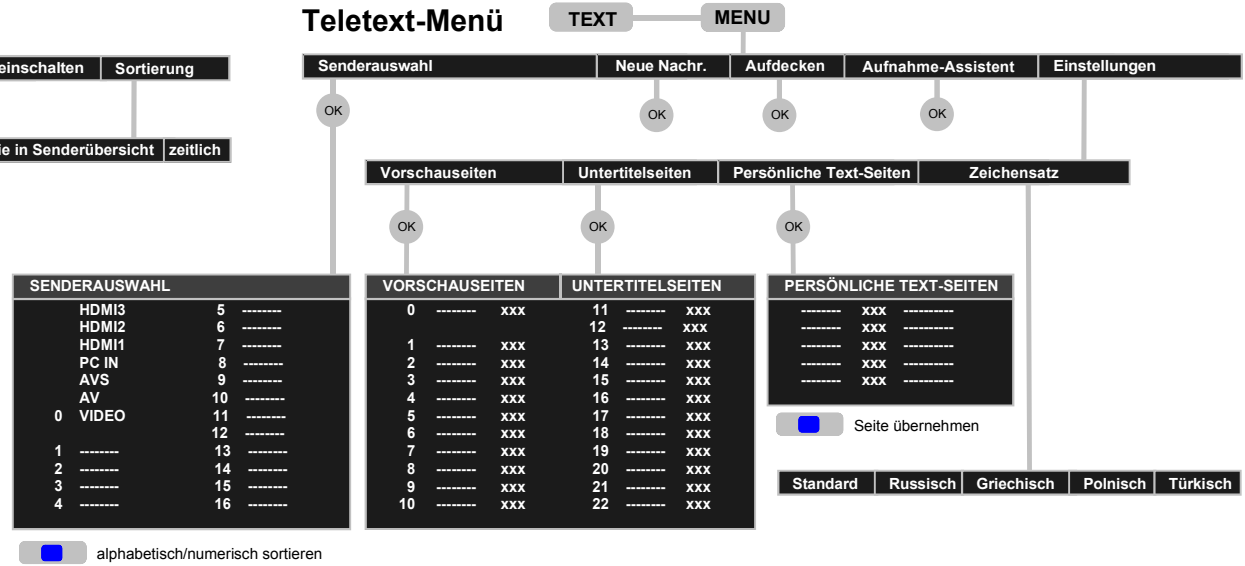 Teletext-Menü TEXT MENU
einschalten Sortierung
Senderauswahl Neue Nachr. Aufdecken Aufnahme-Assistent Einstellungen
OK OK OK OK
in Senderübersicht zeitlich
Vorschauseiten Untertitelseiten Persönliche Text-Seiten Zeichensatz
OK OK OK
SENDERAUSWAHL
HDMI3 5 --------
HDMI2 6 --------
HDMI1 7 --------
PC IN 8 --------
AVS 9 --------
AV 10 --------
0 VIDEO 11 --------
12 --------
1 -------- 13 --------
2 -------- 14 --------
3 -------- 15 --------
4 -------- 16 --------
alphabetisch/numerisch sortieren
VORSCHAUSEITEN UNTERTITELSEITEN
0 -------- xxx 11 -------- xxx
12 -------- xxx
1 -------- xxx 13 -------- xxx
2 -------- xxx 14 -------- xxx
3 -------- xxx 15 -------- xxx
4 -------- xxx 16 -------- xxx
5 -------- xxx 17 -------- xxx
6 -------- xxx 18 -------- xxx
7 -------- xxx 19 -------- xxx
8 -------- xxx 20 -------- xxx
9 -------- xxx 21 -------- xxx
10 -------- xxx 22 -------- xxx
PERSÖNLICHE TEXT-SEITEN
-------- xxx ----------
-------- xxx ----------
-------- xxx ----------
-------- xxx ----------
-------- xxx ----------
Seite übernehmen
Standard Russisch Griechisch Polnisch Türkisch